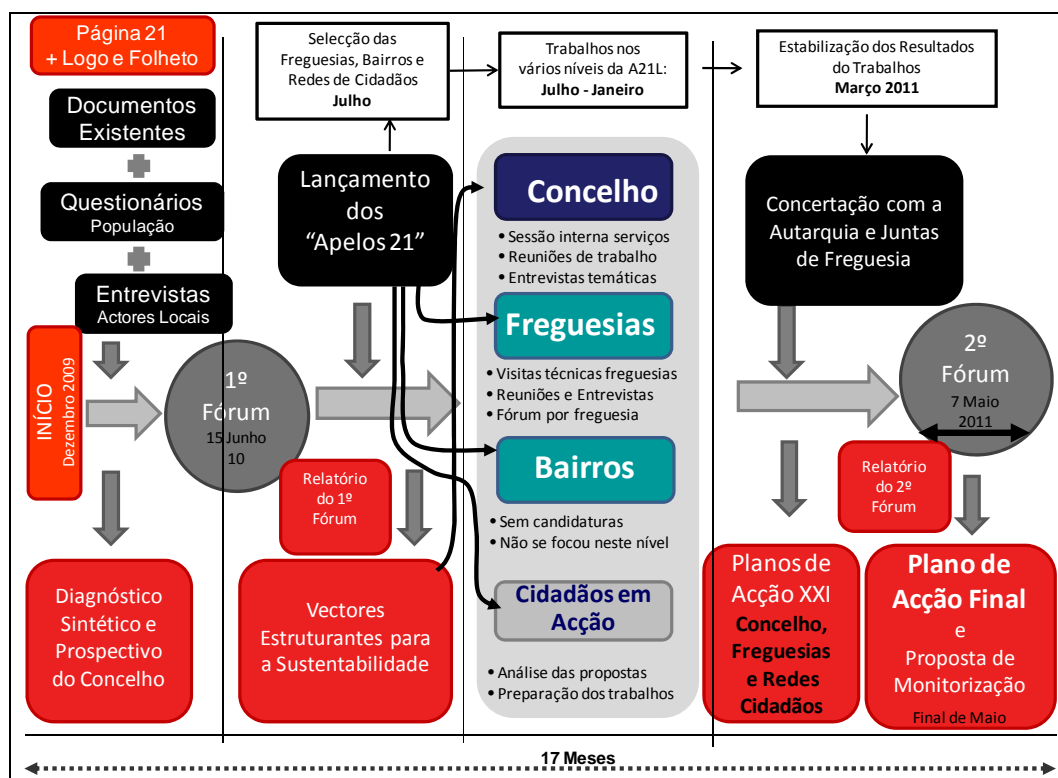 Página 21
+ Logo e Folheto
Documentos
Existentes
Questionários
População
Entrevistas
Actores Locais
INÍCIO
Dezembro 2009
Diagnóstico
Sintético e
Prospectivo
do Concelho
1º
Fórum
15 Junho
10
Selecção das
Freguesias, Bairros e
Redes de Cidadãos
Julho
Lançamento
dos
“Apelos 21”
Relatório
do 1º
Fórum
Vectores
Estruturantes para
a Sustentabilidade
Trabalhos nos
vários níveis da A21L:
Julho - Janeiro
Concelho
• Sessão interna serviços
• Reuniões de trabalho
• Entrevistas temáticas
Freguesias
• Visitas técnicas freguesias
• Reuniões e Entrevistas
• Fórum por freguesia
Bairros
• Sem candidaturas
• Não se focou neste nível
Cidadãos em
Acção
• Análise das propostas
• Preparação dos trabalhos
Estabilização dos Resultados
do Trabalhos
Março 2011
Concertação com a
Autarquia e Juntas
de Freguesia
2º
Fórum
7 Maio
2011
Relatório
do 2º
Fórum
Planos de
Acção XXI
Concelho,
Freguesias
e Redes
Cidadãos
Plano de
Acção Final
e
Proposta de
Monitorização
Final de Maio
17 Meses